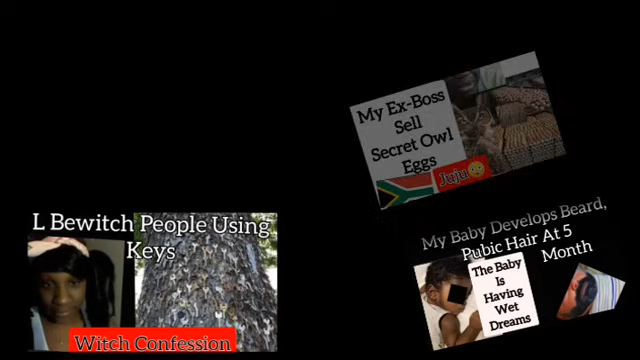 My Ex-Boss
Sell
Secret Owl
Eggs
Juju
L Bewitch People Using
Keys
Witch Confession
My Baby Develops Beard,
Pubic Hair At 5
Month
The Baby
Is
Having
Wet
Dreams